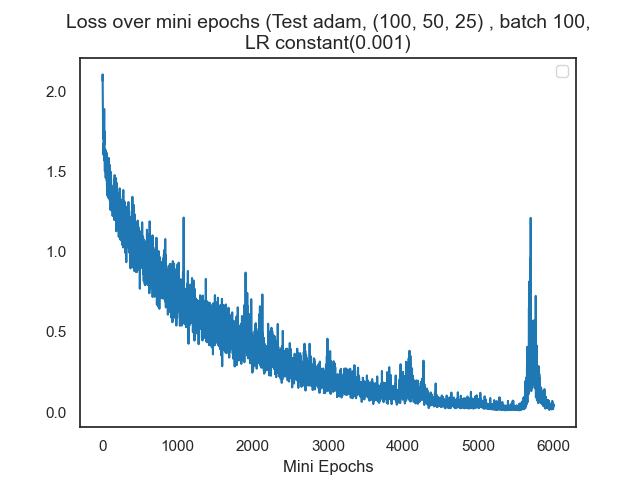 Loss over mini epochs (Test adam, (100, 50, 25) , batch 100,
LR constant(0.001)
2.0
1.5
1.0
0.5
0.0
0 1000 2000 3000 4000 5000 6000
Mini Epochs